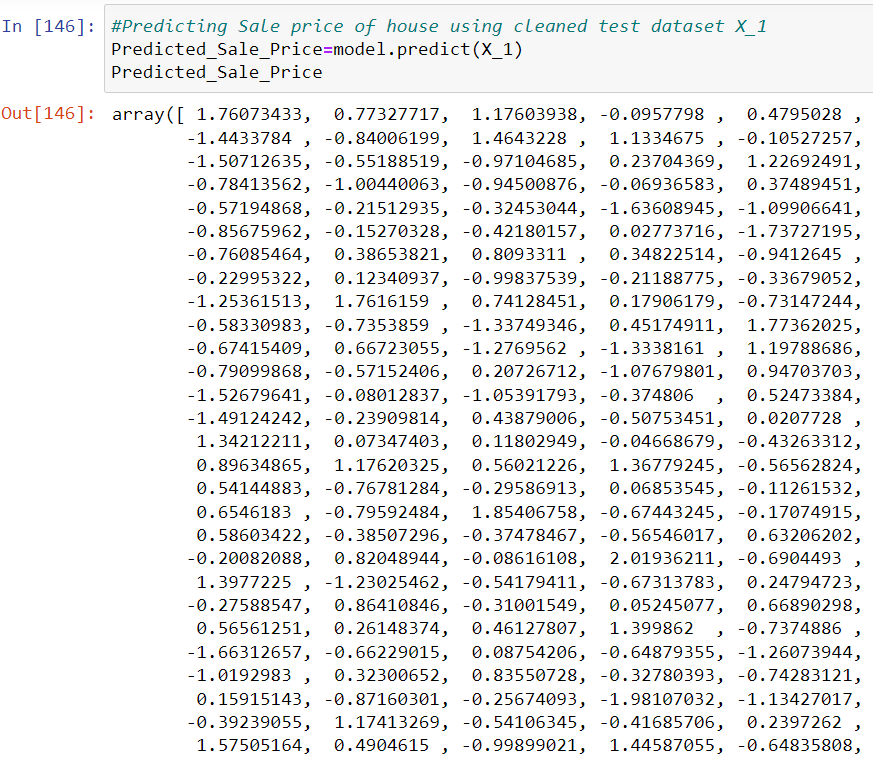 In [146]: #Predicting Sale price of house using cleaned test dataset X_1
Predicted_Sale_Price=model.predict(X_1)
Predicted_Sale_Price
Out[146]: array([ 1.76073433,  0.77327717,  1.17603938, -0.0957798 ,  0.4795028 ,
-1.4433784 , -0.84006199,  1.4643228 ,  1.1334675 , -0.10527257,
-1.50712635, -0.55188519, -0.97104685,  0.23704369,  1.22692491,
-0.78413562, -1.00440063, -0.94500876, -0.06936583,  0.37489451,
-0.57194868, -0.21512935, -0.32453044, -1.63608945, -1.09906641,
-0.85675962, -0.15270328, -0.42180157,  0.02773716, -1.73727195,
-0.76085464,  0.38653821,  0.8093311 ,  0.34822514, -0.9412645 ,
-0.22995322,  0.12340937, -0.99837539, -0.21188775, -0.33679052,
-1.25361513,  1.7616159 ,  0.74128451,  0.17906179, -0.73147244,
-0.58330983, -0.7353859 , -1.33749346,  0.45174911,  1.77362025,
-0.67415409,  0.66723055, -1.2769562 , -1.3338161 ,  1.19788686,
-0.79099868, -0.57152406,  0.20726712, -1.07679801,  0.94703703,
-1.52679641, -0.08012837, -1.05391793, -0.374806  ,  0.52473384,
-1.49124242, -0.23909814,  0.43879006, -0.50753451,  0.0207728 ,
1.34212211,  0.07347403,  0.11802949, -0.04668679, -0.43263312,
0.89634865,  1.17620325,  0.56021226,  1.36779245, -0.56562824,
0.54144883, -0.76781284, -0.29586913,  0.06853545, -0.11261532,
0.6546183 , -0.79592484,  1.85406758, -0.67443245, -0.17074915,
0.58603422, -0.38507296, -0.37478467, -0.56546017,  0.63206202,
-0.20082088,  0.82048944, -0.08616108,  2.01936211, -0.6904493 ,
1.3977225 , -1.23025462, -0.54179411, -0.67313783,  0.24794723,
-0.27588547,  0.86410846, -0.31001549,  0.05245077,  0.66890298,
0.56561251,  0.26148374,  0.46127807,  1.399862  , -0.7374886 ,
-1.66312657, -0.66229015,  0.08754206, -0.64879355, -1.26073944,
-1.0192983 ,  0.32300652,  0.83550728, -0.32780393, -0.74283121,
0.15915143, -0.87160301, -0.25674093, -1.98107032, -1.13427017,
-0.39239055,  1.17413269, -0.54106345, -0.41685706,  0.2397262 ,
1.57505164,  0.4904615 , -0.99899021,  1.44587055, -0.64835808,